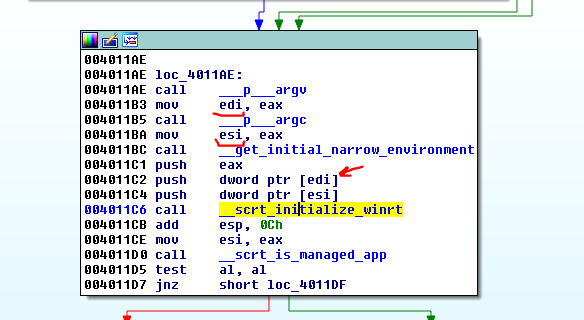 004011AE
004011AE loc_4011AE:
004011AE call ___p___argv
004011B3 mov edi, eax
004011B5 call ___p___argc
004011BA mov esi, eax
004011BC call __get_initial_narrow_environment
004011C1 push eax
004011C2 push dword ptr [edi]
004011C4 push dword ptr [esi]
004011C6 call __scrt_initialize_winrt
004011CB add esp, 0Ch
004011CE mov esi, eax
004011D0 call __scrt_is_managed_app
004011D5 test al, al
004011D7 jnz short loc_4011DF